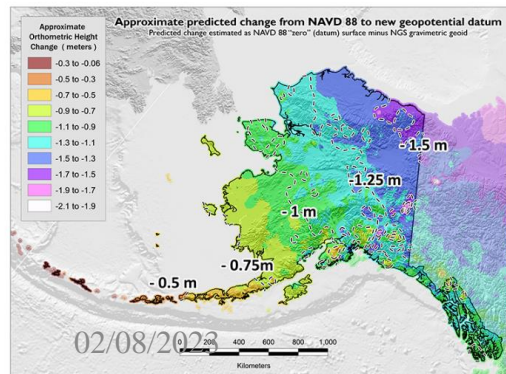 Approximate predicted change from NAVD 88 to new geopotential datum
Predicted change estimated as NAVD 88 "zero" (datum) surface minus NGS gravimetric geoid
Approximate
Orthometric Height
Change ( meters)
-0.3 to -0.06
-0.5 to -0.3
-0.7 to -0.5
-0.9 to -0.7
-1.1 to -0.9
-1.3 to -1.1
-1.5 to -1.3
-1.7 to -1.5
-1.9 to -1.7
-2.1 to -1.9
- 1.5 m
- 1.25 m
- 1 m
- 0.75m
- 0.5 m
02/08/2023
0 200 400 600 800 1,000
Kilometers